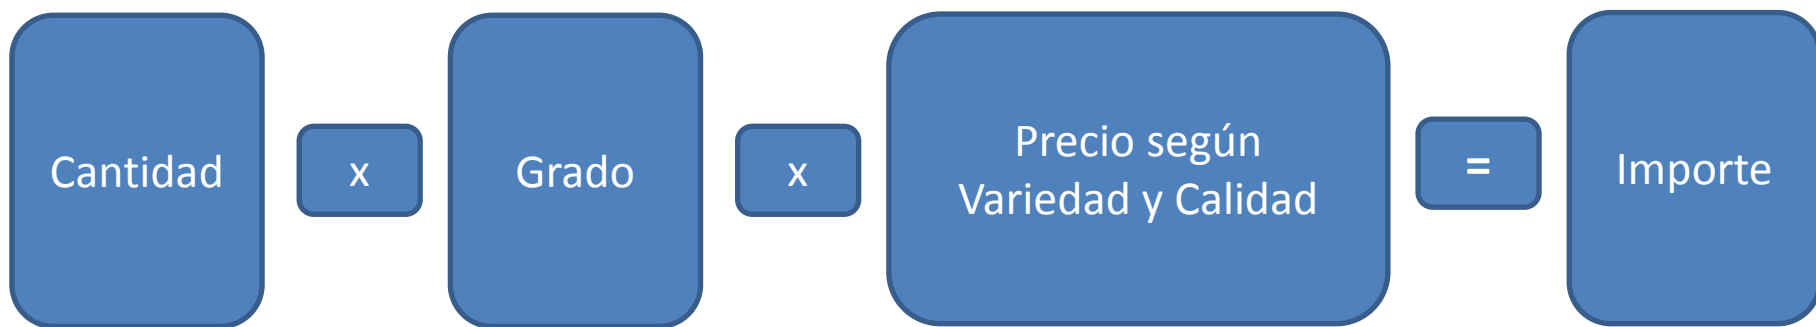 Cantidad
x
Grado
x
Precio según
Variedad y Calidad
=
Importe